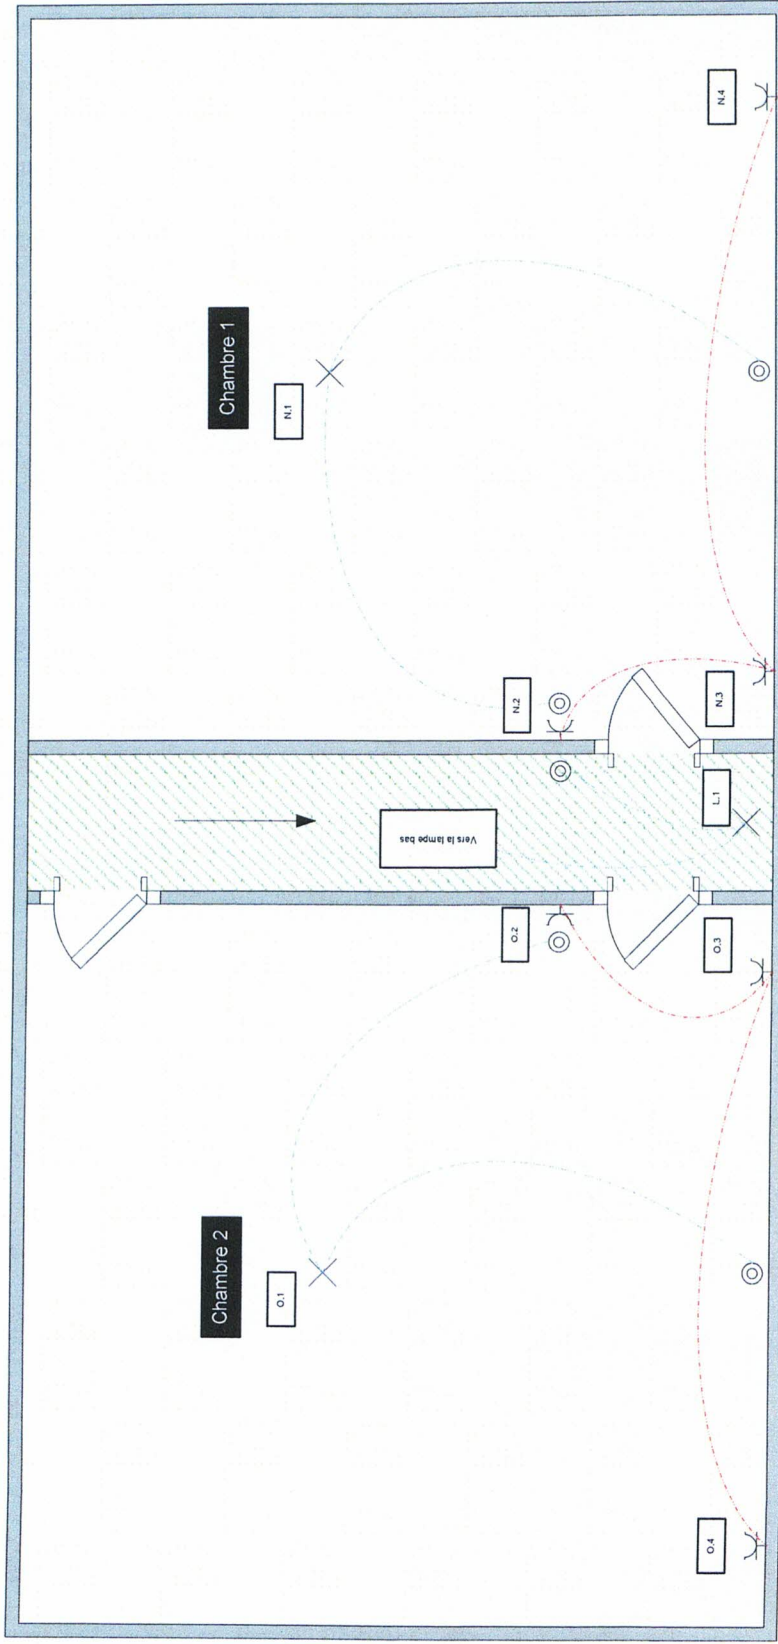 Chambre 1
N.1
N.4
N.2
N.3
Vers la lampe bas
L.1
O.2
O.3
Chambre 2
O.1
O.4